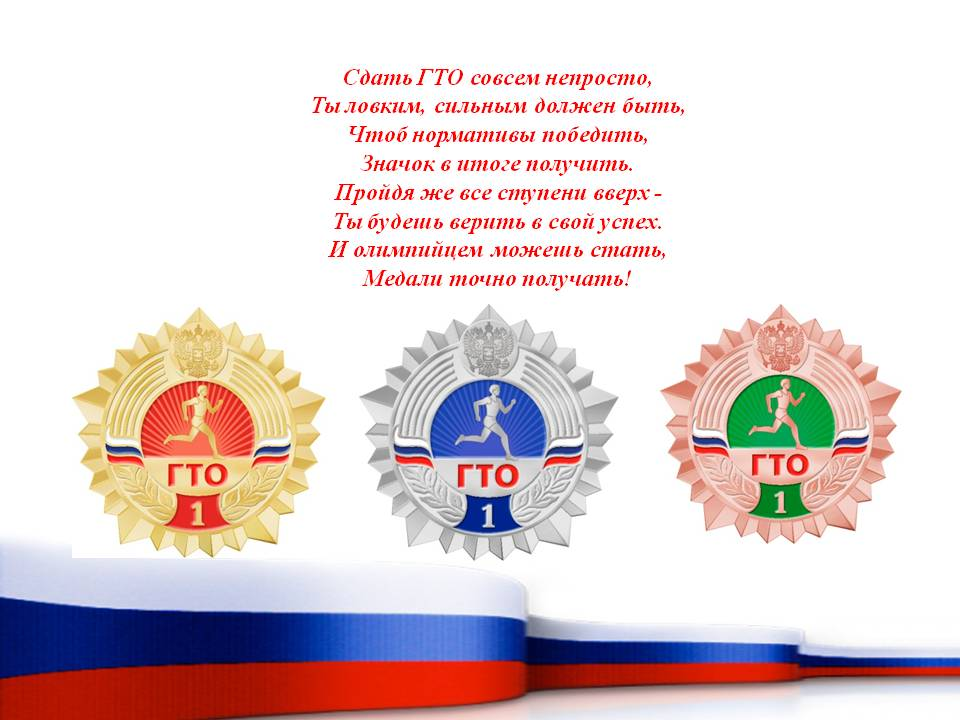 Сдать ГТО совсем непросто,
Ты ловким, сильным должен быть,
Чтоб нормативы победить,
Значок в итоге получить.
Пройдя же все ступени вверх -
Ты будешь верить в свой успех.
И олимпийцем можешь стать,
Медали точно получать!
ГТО
1
ГТО
1
ГТО
1